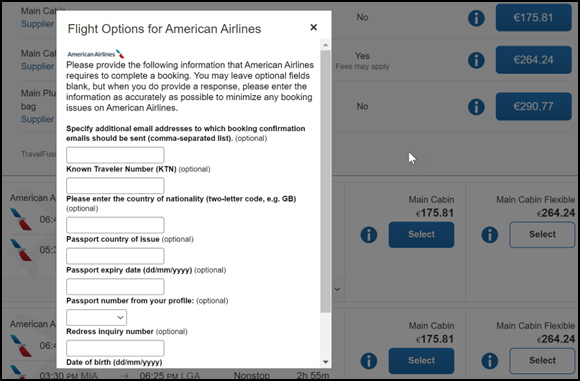 Main Cabin
Supplier
No
€175.81
Flight Options for American Airlines
×
Main Ca
Supplier
Yes
Fees may apply
€264.24
Main Plu
bag
Supplier
No
€290.77
TravelFus
American Airlines
Please provide the following information that American Airlines
requires to complete a booking. You may leave optional fields
blank, but when you do provide a response, please enter the
information as accurately as possible to minimize any booking
issues on American Airlines.
Specify additional email addresses to which booking confirmation
emails should be sent (comma-separated list). (optional)
Known Traveler Number (KTN) (optional)
Please enter the country of nationality (two-letter code, e.g. GB)
(optional)
Passport country of issue (optional)
Passport expiry date (dd/mm/yyyy) (optional)
Passport number from your profile: (optional)
Redress inquiry number (optional)
Date of birth (dd/mm/yyyy)
American A
06:4
05:3
Main Cabin
€175.81
Select
Main Cabin Flexible
€264.24
Select
American A
06:4
Main Cabin
€175.81
Select
Main Cabin Flexible
€264.24
Select
03:30 PM MIA → 06:25 PM LGA Nonstop 2h 55m